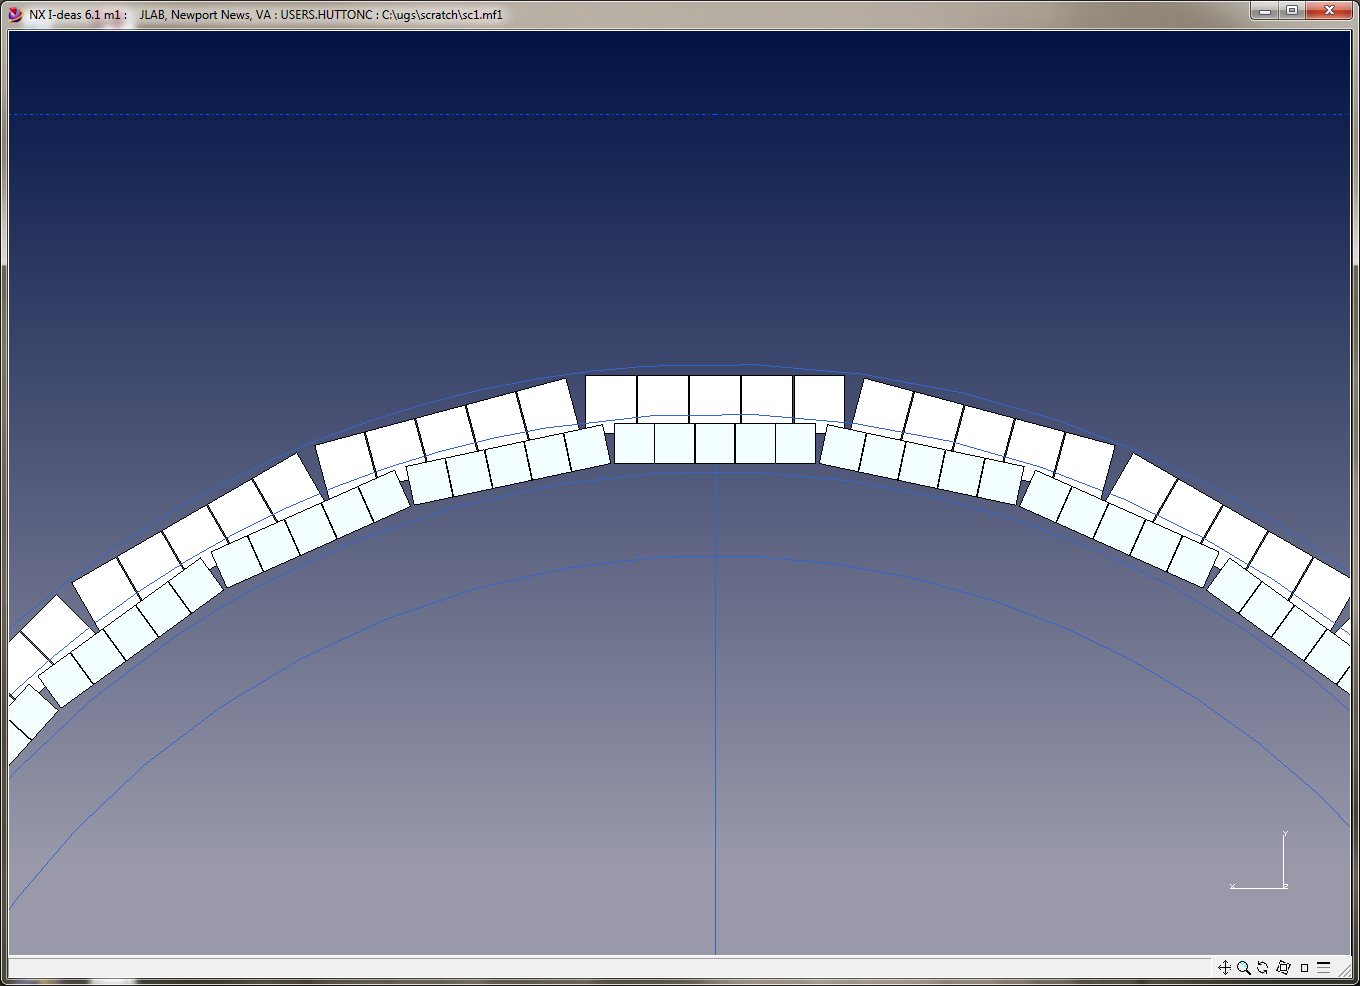 NX I-deas 6.1 m1 : JLAB, Newport News, VA : USERS.HUTTONC : C:\ugs\scratch\sc1.mf1
Y
X Z